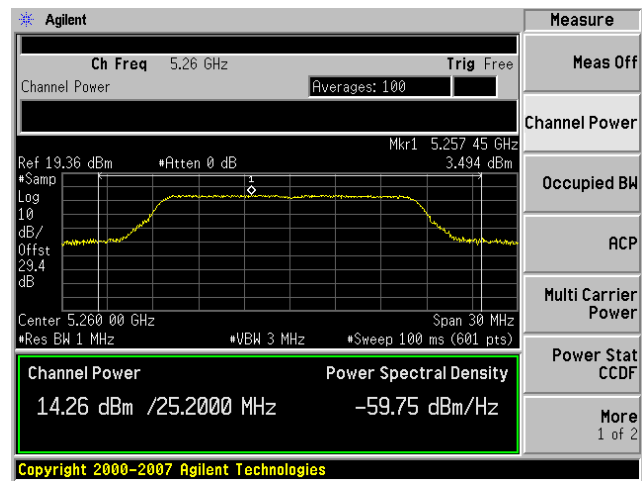 Agilent
Measure
Ch Freq 5.26 GHz Trig Free
Channel Power Averages: 100
Mkr1 5.257 45 GHz
Ref 19.36 dBm #Atten 0 dB 3.494 dBm
#Samp
Log
10
dB/
Offst
29.4
dB
1
Center 5.260 00 GHz Span 30 MHz
#Res BW 1 MHz #VBW 3 MHz #Sweep 100 ms (601 pts)
Channel Power Power Spectral Density
14.26 dBm /25.2000 MHz -59.75 dBm/Hz
Copyright 2000-2007 Agilent Technologies
Meas Off
Channel Power
Occupied BW
ACP
Multi Carrier
Power
Power Stat
CCDF
More
1 of 2